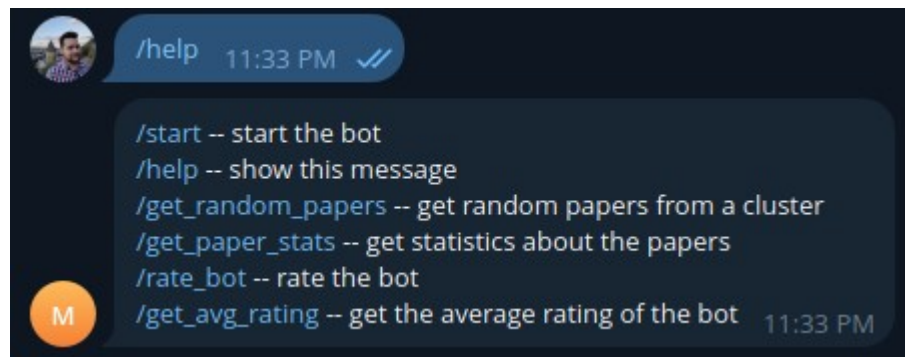 /help 11:33 PM
/start -- start the bot
/help -- show this message
/get_random_papers -- get random papers from a cluster
/get_paper_stats -- get statistics about the papers
/rate_bot -- rate the bot
M
/get_avg_rating -- get the average rating of the bot 11:33 PM